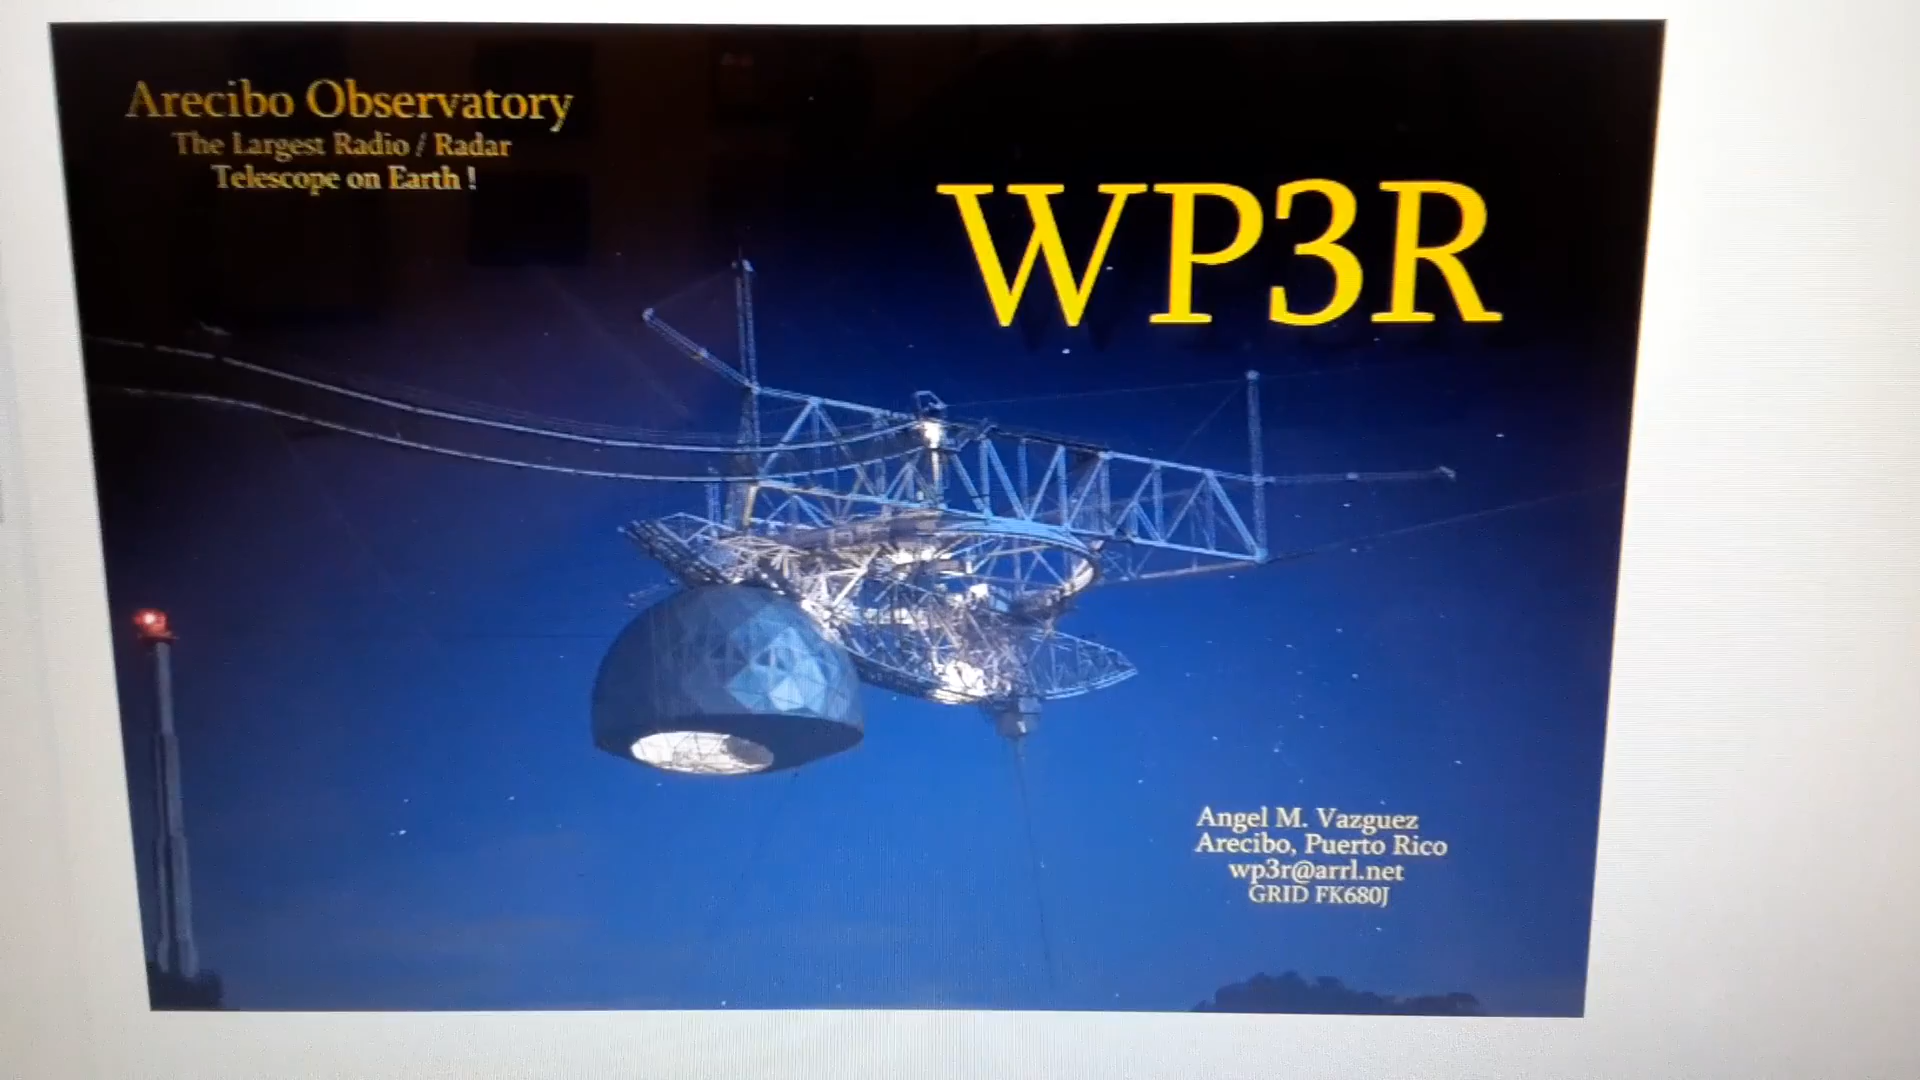 Arecibo Observatory
The Largest Radio / Radar
Telescope on Earth !
WP3R
Angel M. Vazguez
Arecibo, Puerto Rico
wp3r@arrl.net
GRID FK680J